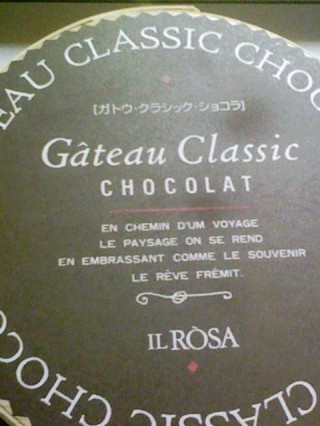 EAU CLASSIC CHOCO
[ガトウ・クラシック・ショコラ]
Gâteau Classic
CHOCOLAT
EN CHEMIN D'UM VOYAGE
LE PAYSAGE ON SE REND
EN EMBRASSANT COMME LE SOUVENIR
LE RÊVE FRÉMIT.
IL RÒSA
CLASSIC CHOCO